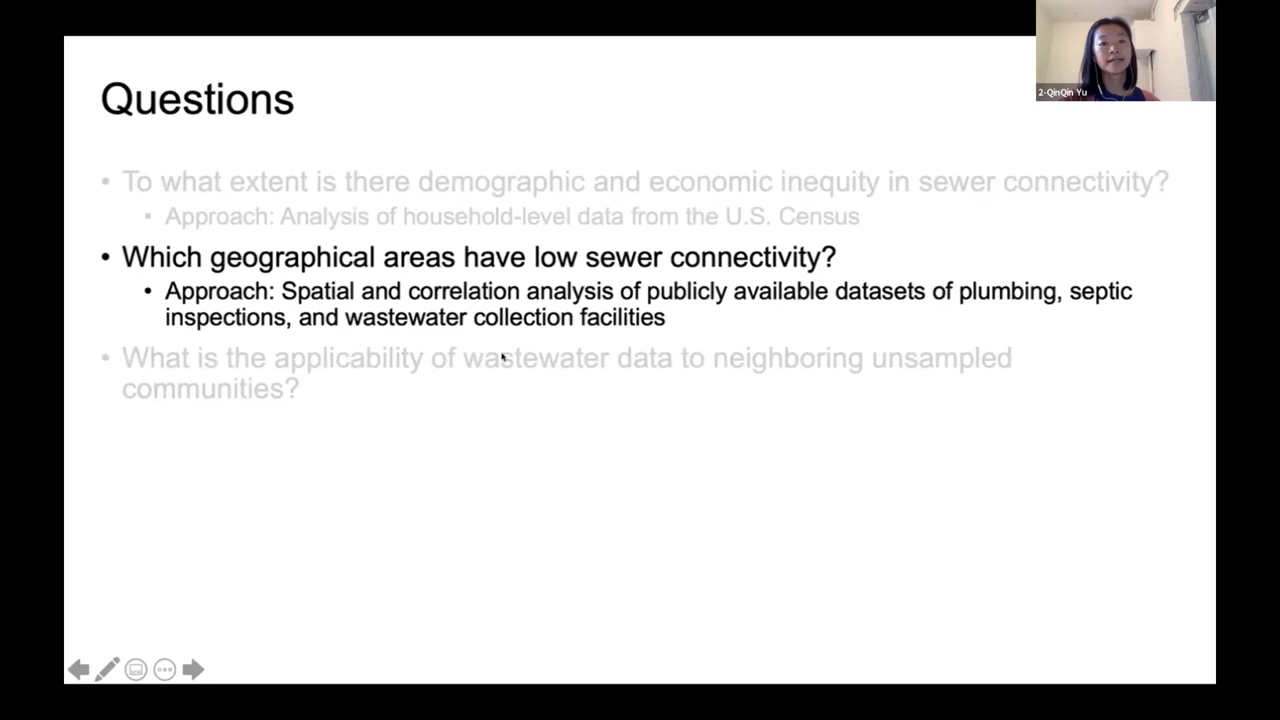 2-QinQin Yu
Questions
• To what extent is there demographic and economic inequity in sewer connectivity?
• Approach: Analysis of household-level data from the U.S. Census
• Which geographical areas have low sewer connectivity?
• Approach: Spatial and correlation analysis of publicly available datasets of plumbing, septic
inspections, and wastewater collection facilities
• What is the applicability of wastewater data to neighboring unsampled
communities?